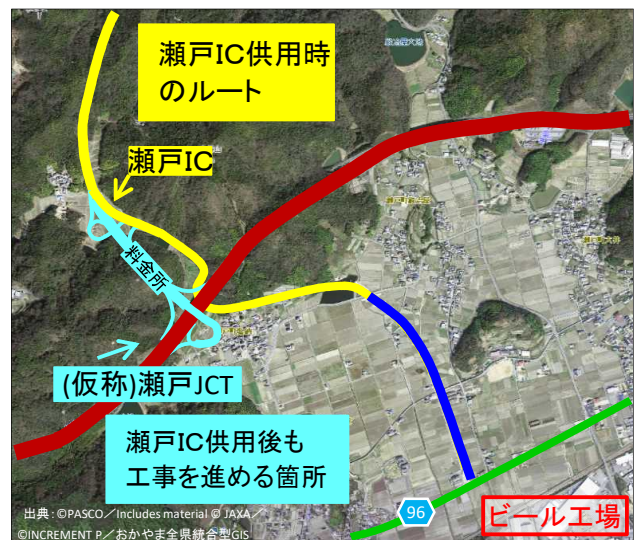 瀬戸IC供用時
のルート
瀬戸IC
料金所
(仮称)瀬戸JCT
瀬戸IC供用後も
工事を進める箇所
96
ビール工場
出典：©PASCO／Includes material © JAXA／
©INCREMENT P／おかやま全県統合型GIS